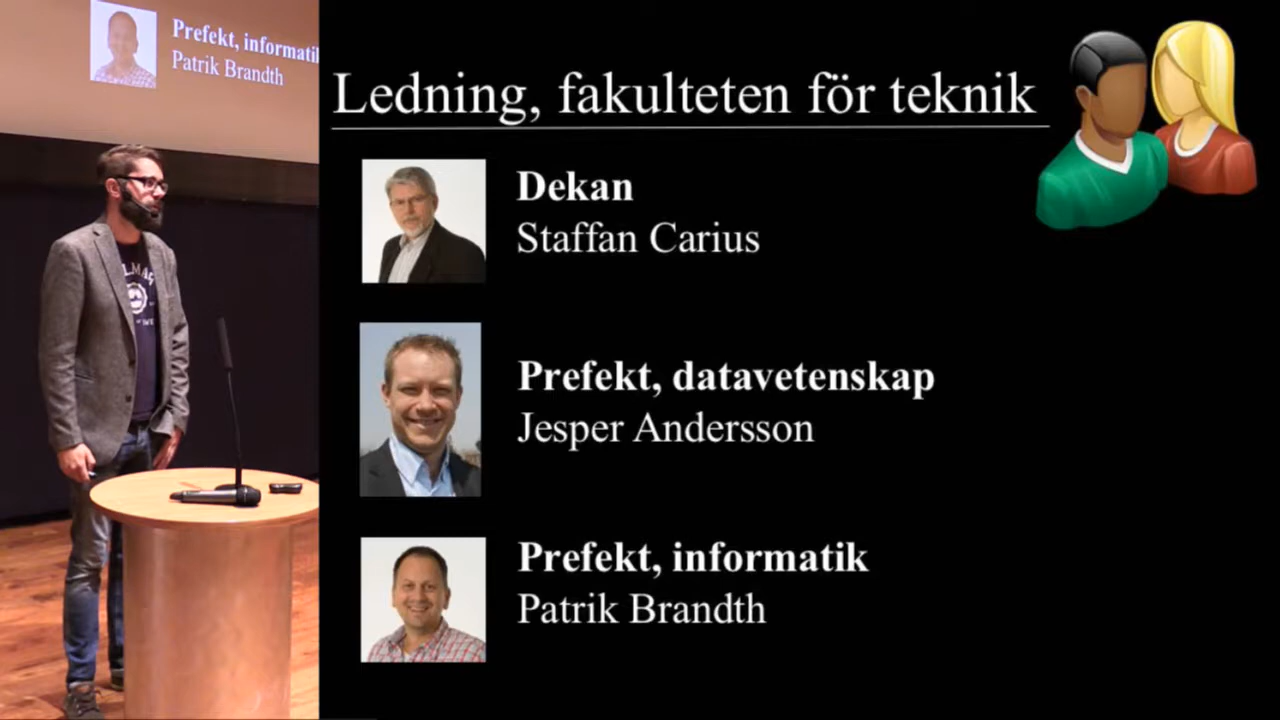 Prefekt, informatik
Patrik Brandth
Ledning, fakulteten för teknik
Dekan
Staffan Carius
Prefekt, datavetenskap
Jesper Andersson
Prefekt, informatik
Patrik Brandth